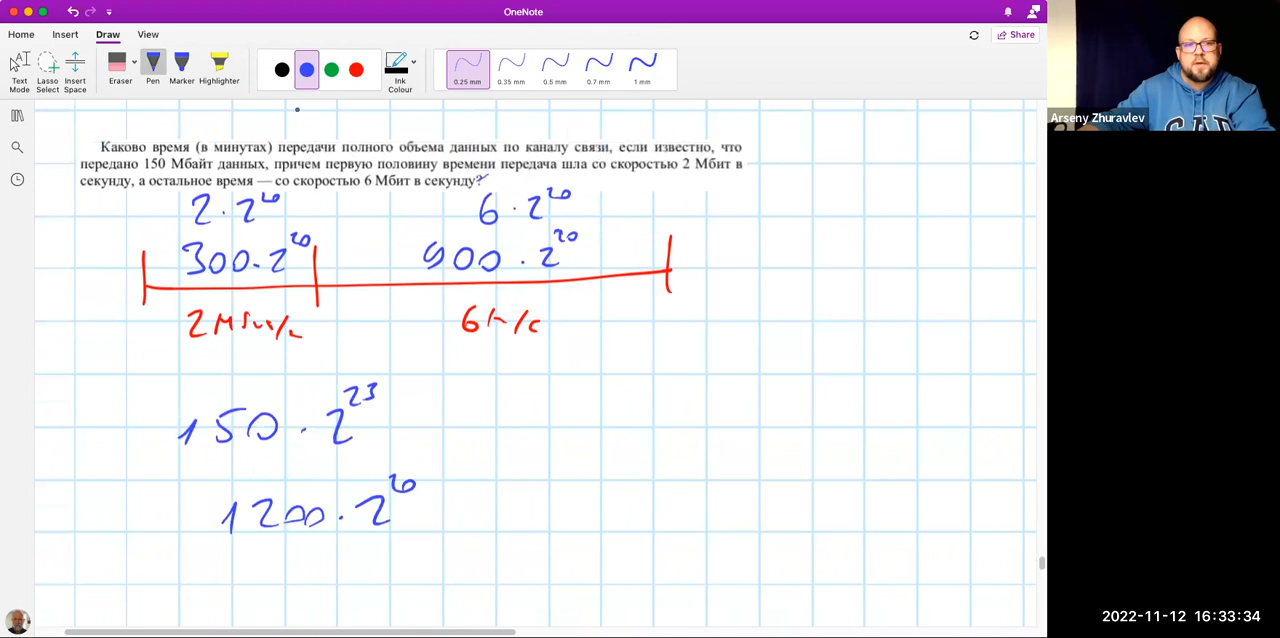 OneNote
Home Insert Draw View
Share
Text Mode
Lasso Select
Insert Space
Eraser
Pen
Marker
Highlighter
Ink Colour
0.25 mm
0.35 mm
0.5 mm
0.7 mm
1 mm
Arseny Zhuravlev
Каково время (в минутах) передачи полного объема данных по каналу связи, если известно, что
передано 150 Мбайт данных, причем первую половину времени передача шла со скоростью 2 Мбит в
секунду, а остальное время — со скоростью 6 Мбит в секунду?
2 · 2^20 6 · 2^20
300 · 2^20 900 · 2^20
2 Мбит/с 6 М/с
150 · 2^23
1200 · 2^20
2022-11-12 16:33:34